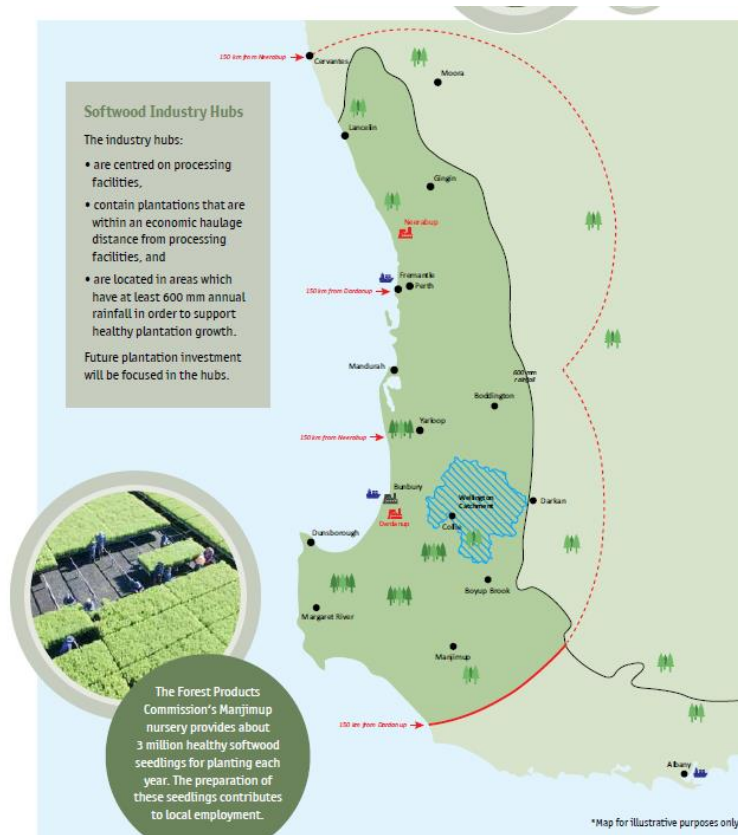 150 km from Neerabup
Cervantes
Moora
Softwood Industry Hubs
The industry hubs:
• are centred on processing
facilities,
• contain plantations that are
within an economic haulage
distance from processing
facilities, and
• are located in areas which
have at least 600 mm annual
rainfall in order to support
healthy plantation growth.
Future plantation investment
will be focused in the hubs.
Lancelin
Gingin
Neerabup
Fremantle
Perth
150 km from Dardanup
Mandurah
600 mm
rainfall
Boddington
Yarloop
150 km from Neerabup
Bunbury
Wellington
Catchment
Darkan
Dardanup
Collie
Dunsborough
Boyup Brook
Margaret River
Manjimup
150 km from Dardanup
Albany
The Forest Products
Commission's Manjimup
nursery provides about
3 million healthy softwood
seedlings for planting each
year. The preparation of
these seedlings contributes
to local employment.
*Map for illustrative purposes only